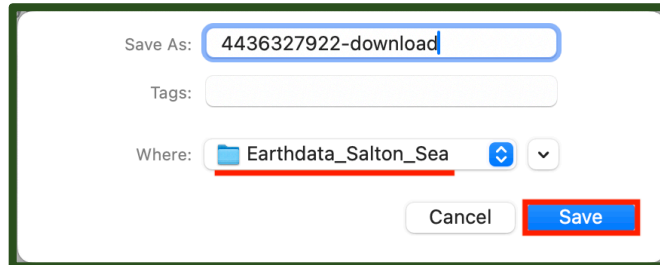 Save As: 4436327922-download
Tags:
Where: Earthdata_Salton_Sea
Cancel Save